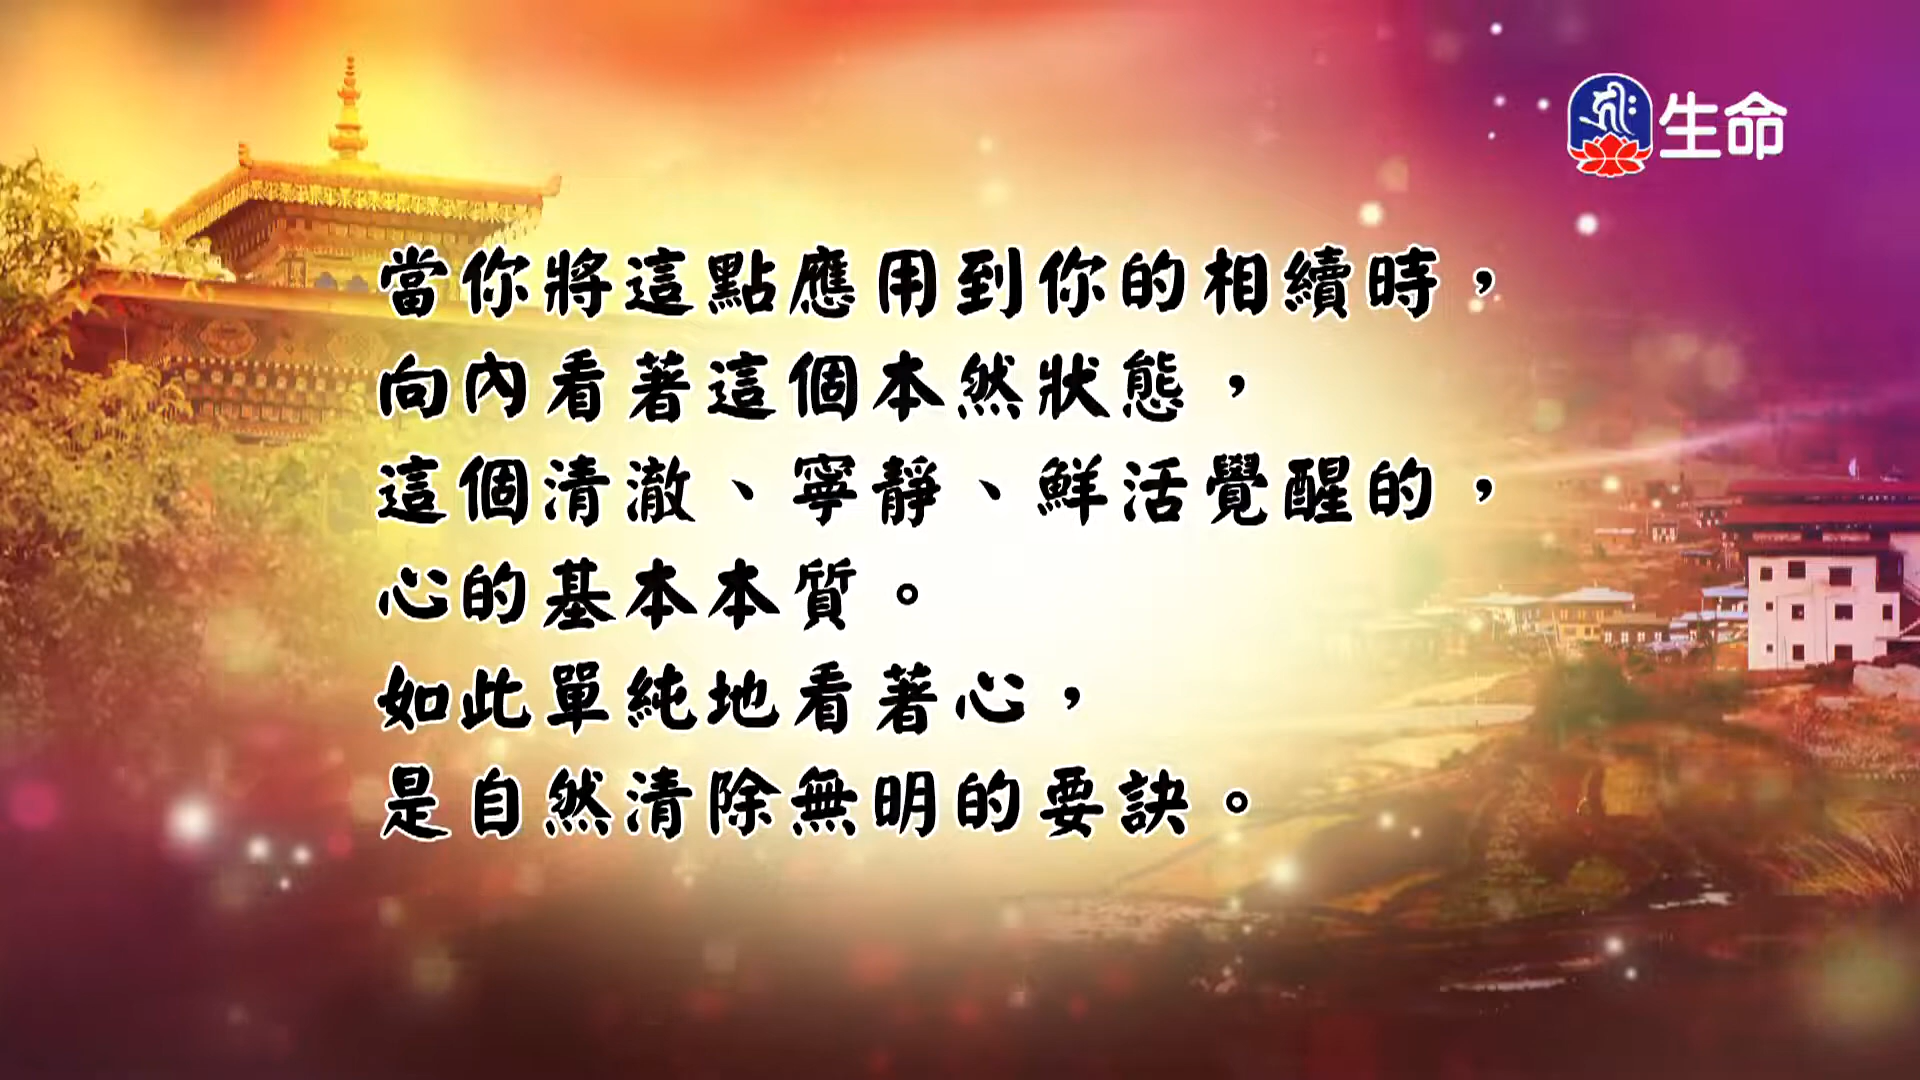 生命
當你將這點應用到你的相續時，
向內看著這個本然狀態，
這個清澈、寧靜、鮮活覺醒的，
心的基本本質。
如此單純地看著心，
是自然清除無明的要訣。